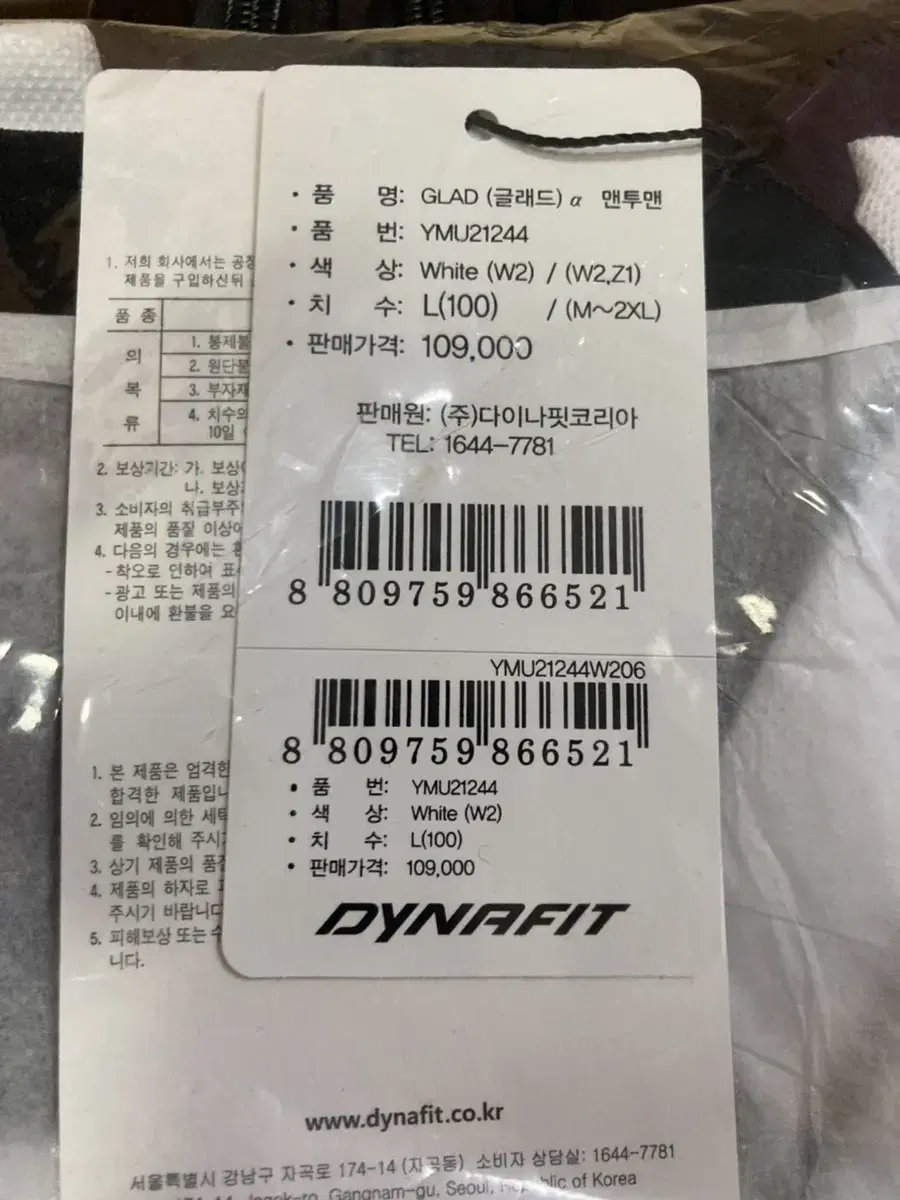 • 품 명: GLAD (글래드) α 맨투맨
• 품 번: YMU21244
• 색 상: White (W2) / (W2,Z1)
• 치 수: L(100) / (M~2XL)
• 판매가격: 109,000
판매원: (주)다이나핏코리아
TEL: 1644-7781
8 809759 866521
YMU21244W206
8 809759 866521
• 품 번: YMU21244
• 색 상: White (W2)
• 치 수: L(100)
• 판매가격: 109,000
DYNAFIT
1. 저희 회사에서는
제품을 구입하신뒤
품 종
의
복
류
1. 봉제불
2. 원단불
3. 부자재
4. 치수의
10일
2. 보상기간: 가. 보상
나. 보상
3. 소비자의 취급부주
제품의 품질 이상
4. 다음의 경우에는
-착오로 인하여 표
-광고 또는 제품의
이내에 환불을 요
1. 본 제품은 엄격한
합격한 제품입니
2. 임의에 의한 세탁
를 확인해 주시
3. 상기 제품의 품질
4. 제품의 하자로
주시기 바랍니다
5. 피해보상 또는 수
니다.
www.dynafit.co.kr
서울특별시 강남구 자곡로 174-14 (자곡동) 소비자 상담실: 1644-7781
Jagok-ro, Gangnam-gu, Seoul, of Korea